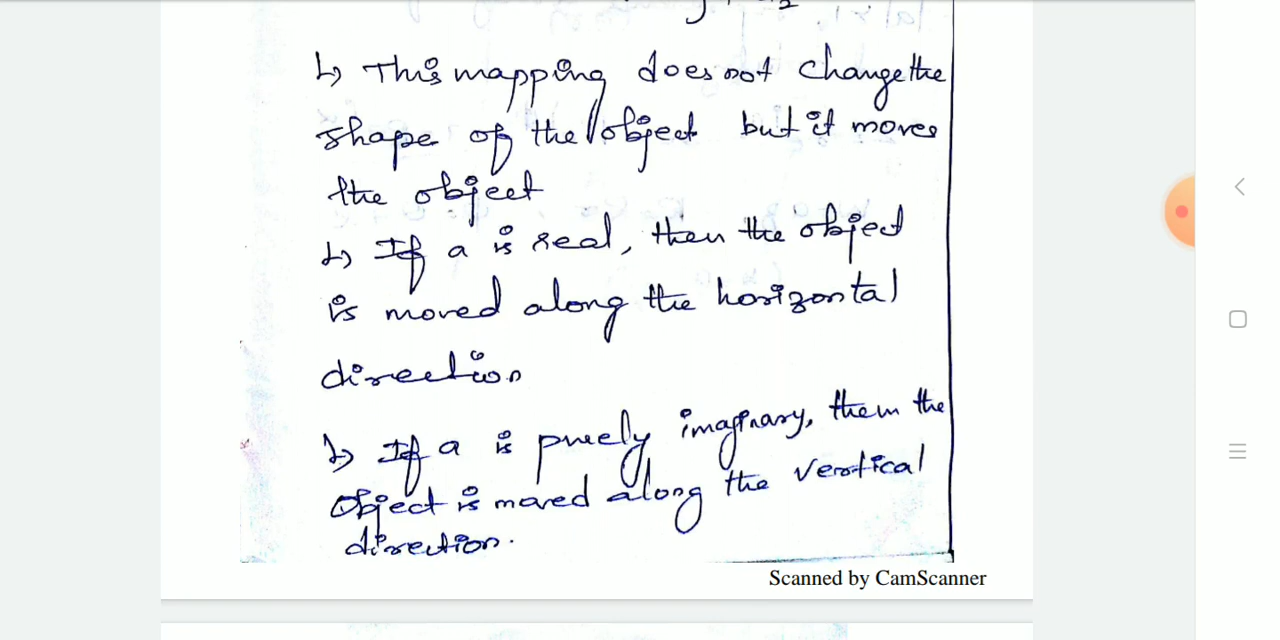 ↳ This mapping does not change the
shape of the object but it moves
the object
↳ If a is real, then the object
is moved along the horizontal
direction
↳ If a is purely imaginary, then the
object is moved along the vertical
direction.
Scanned by CamScanner